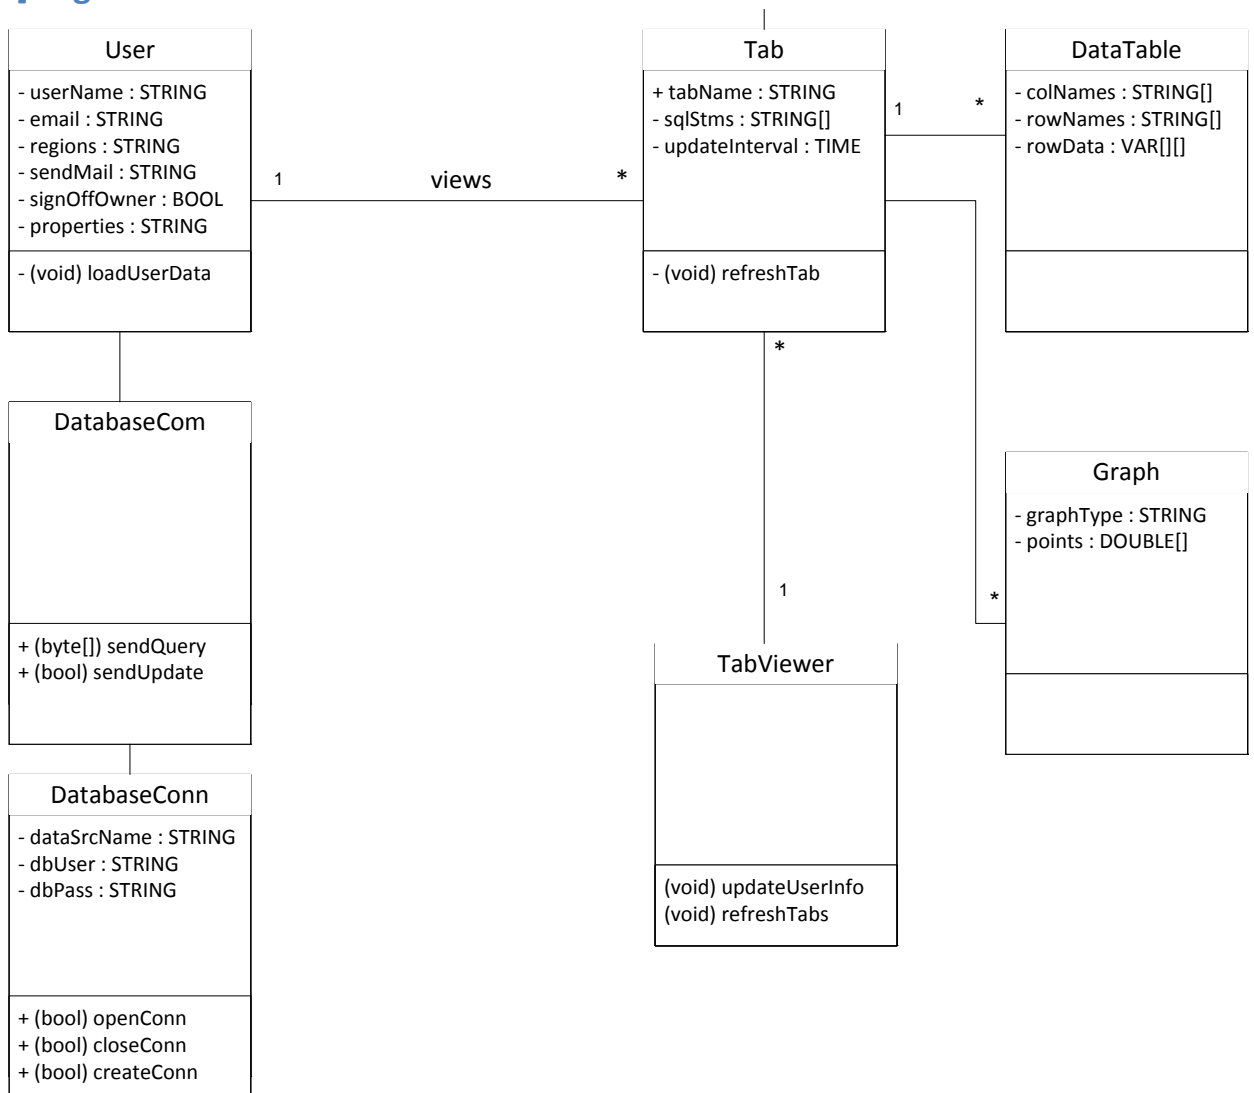 User
- userName : STRING
- email : STRING
- regions : STRING
- sendMail : STRING
- signOffOwner : BOOL
- properties : STRING
- (void) loadUserData
1
views
*
Tab
+ tabName : STRING
- sqlStms : STRING[]
- updateInterval : TIME
- (void) refreshTab
1
*
DataTable
- colNames : STRING[]
- rowNames : STRING[]
- rowData : VAR[][]
*
1
DatabaseCom
+ (byte[]) sendQuery
+ (bool) sendUpdate
Graph
- graphType : STRING
- points : DOUBLE[]
*
TabViewer
(void) updateUserInfo
(void) refreshTabs
DatabaseConn
- dataSrcName : STRING
- dbUser : STRING
- dbPass : STRING
+ (bool) openConn
+ (bool) closeConn
+ (bool) createConn